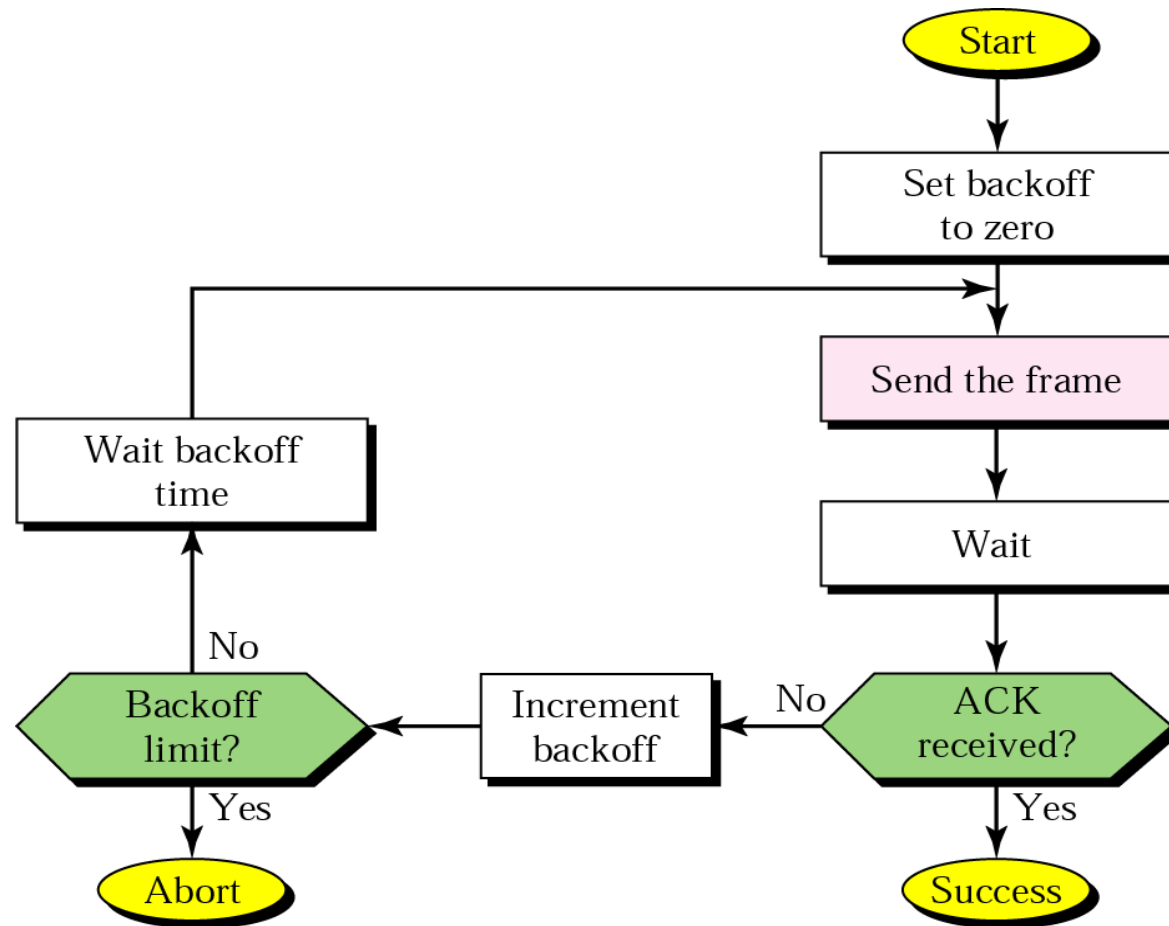 Start
Set backoff
to zero
Send the frame
Wait backoff
time
Wait
No
Backoff
limit?
Increment
backoff
No
ACK
received?
Yes
Yes
Abort
Success